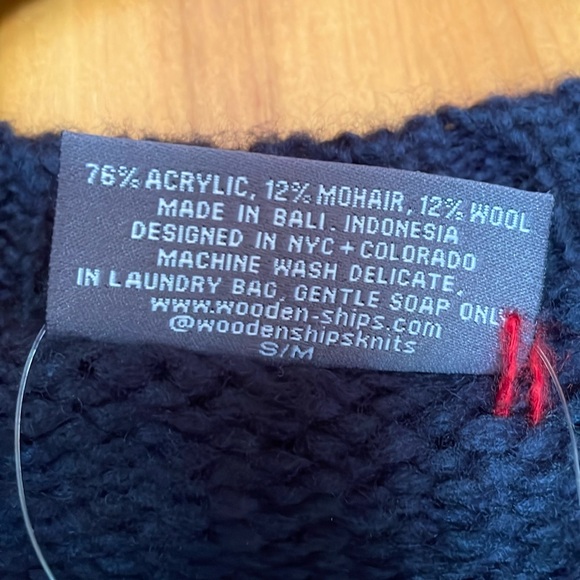 76% ACRYLIC, 12% MOHAIR, 12% WOOL
MADE IN BALI. INDONESIA
DESIGNED IN NYC + COLORADO
MACHINE WASH DELICATE,
IN LAUNDRY BAG, GENTLE SOAP ONLY
www.wooden-ships.com
@woodenshipsknits
S/M